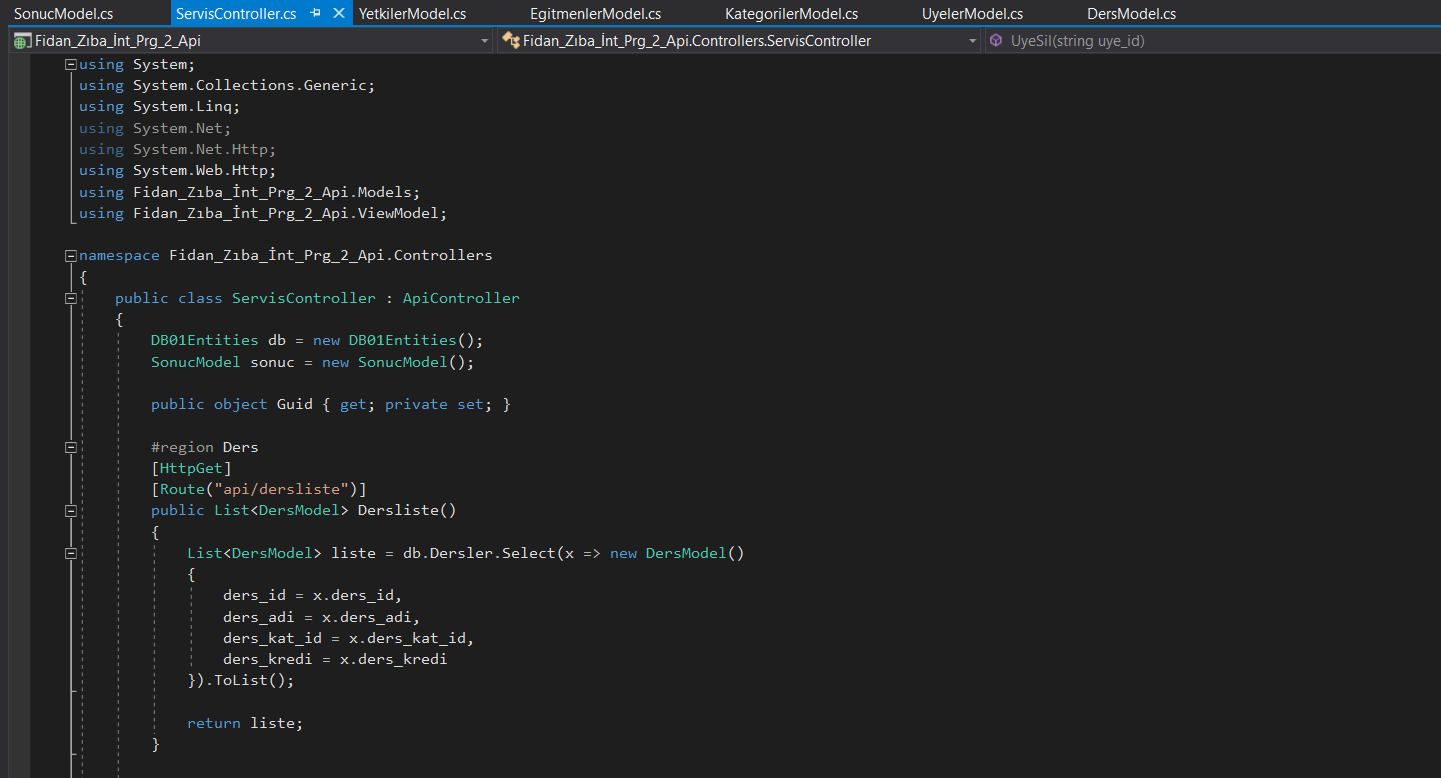 SonucModel.cs ServisController.cs YetkilerModel.cs EgitmenlerModel.cs KategorilerModel.cs UyelerModel.cs DersModel.cs
Fidan_Zıba_İnt_Prg_2_Api Fidan_Zıba_İnt_Prg_2_Api.Controllers.ServisController UyeSil(string uye_id)
using System;
using System.Collections.Generic;
using System.Linq;
using System.Net;
using System.Net.Http;
using System.Web.Http;
using Fidan_Zıba_İnt_Prg_2_Api.Models;
using Fidan_Zıba_İnt_Prg_2_Api.ViewModel;
namespace Fidan_Zıba_İnt_Prg_2_Api.Controllers
{
public class ServisController : ApiController
{
DB01Entities db = new DB01Entities();
SonucModel sonuc = new SonucModel();
public object Guid { get; private set; }
#region Ders
[HttpGet]
[Route("api/dersliste")]
public List<DersModel> Dersliste()
{
List<DersModel> liste = db.Dersler.Select(x => new DersModel()
{
ders_id = x.ders_id,
ders_adi = x.ders_adi,
ders_kat_id = x.ders_kat_id,
ders_kredi = x.ders_kredi
}).ToList();
return liste;
}